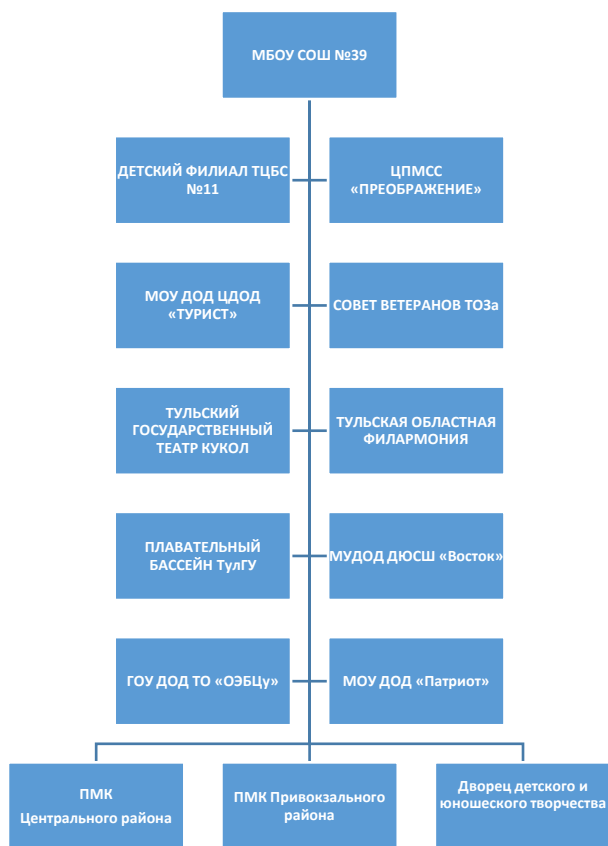 МБОУ СОШ №39
ДЕТСКИЙ ФИЛИАЛ ТЦБС
№11
ЦПМСС
«ПРЕОБРАЖЕНИЕ»
МОУ ДОД ЦДОД
«ТУРИСТ»
СОВЕТ ВЕТЕРАНОВ ТОЗа
ТУЛЬСКИЙ
ГОСУДАРСТВЕННЫЙ
ТЕАТР КУКОЛ
ТУЛЬСКАЯ ОБЛАСТНАЯ
ФИЛАРМОНИЯ
ПЛАВАТЕЛЬНЫЙ
БАССЕЙН ТулГУ
МУДОД ДЮСШ «Восток»
ГОУ ДОД ТО «ОЭБЦу»
МОУ ДОД «Патриот»
ПМК
Центрального района
ПМК Привокзального
района
Дворец детского и
юношеского творчества